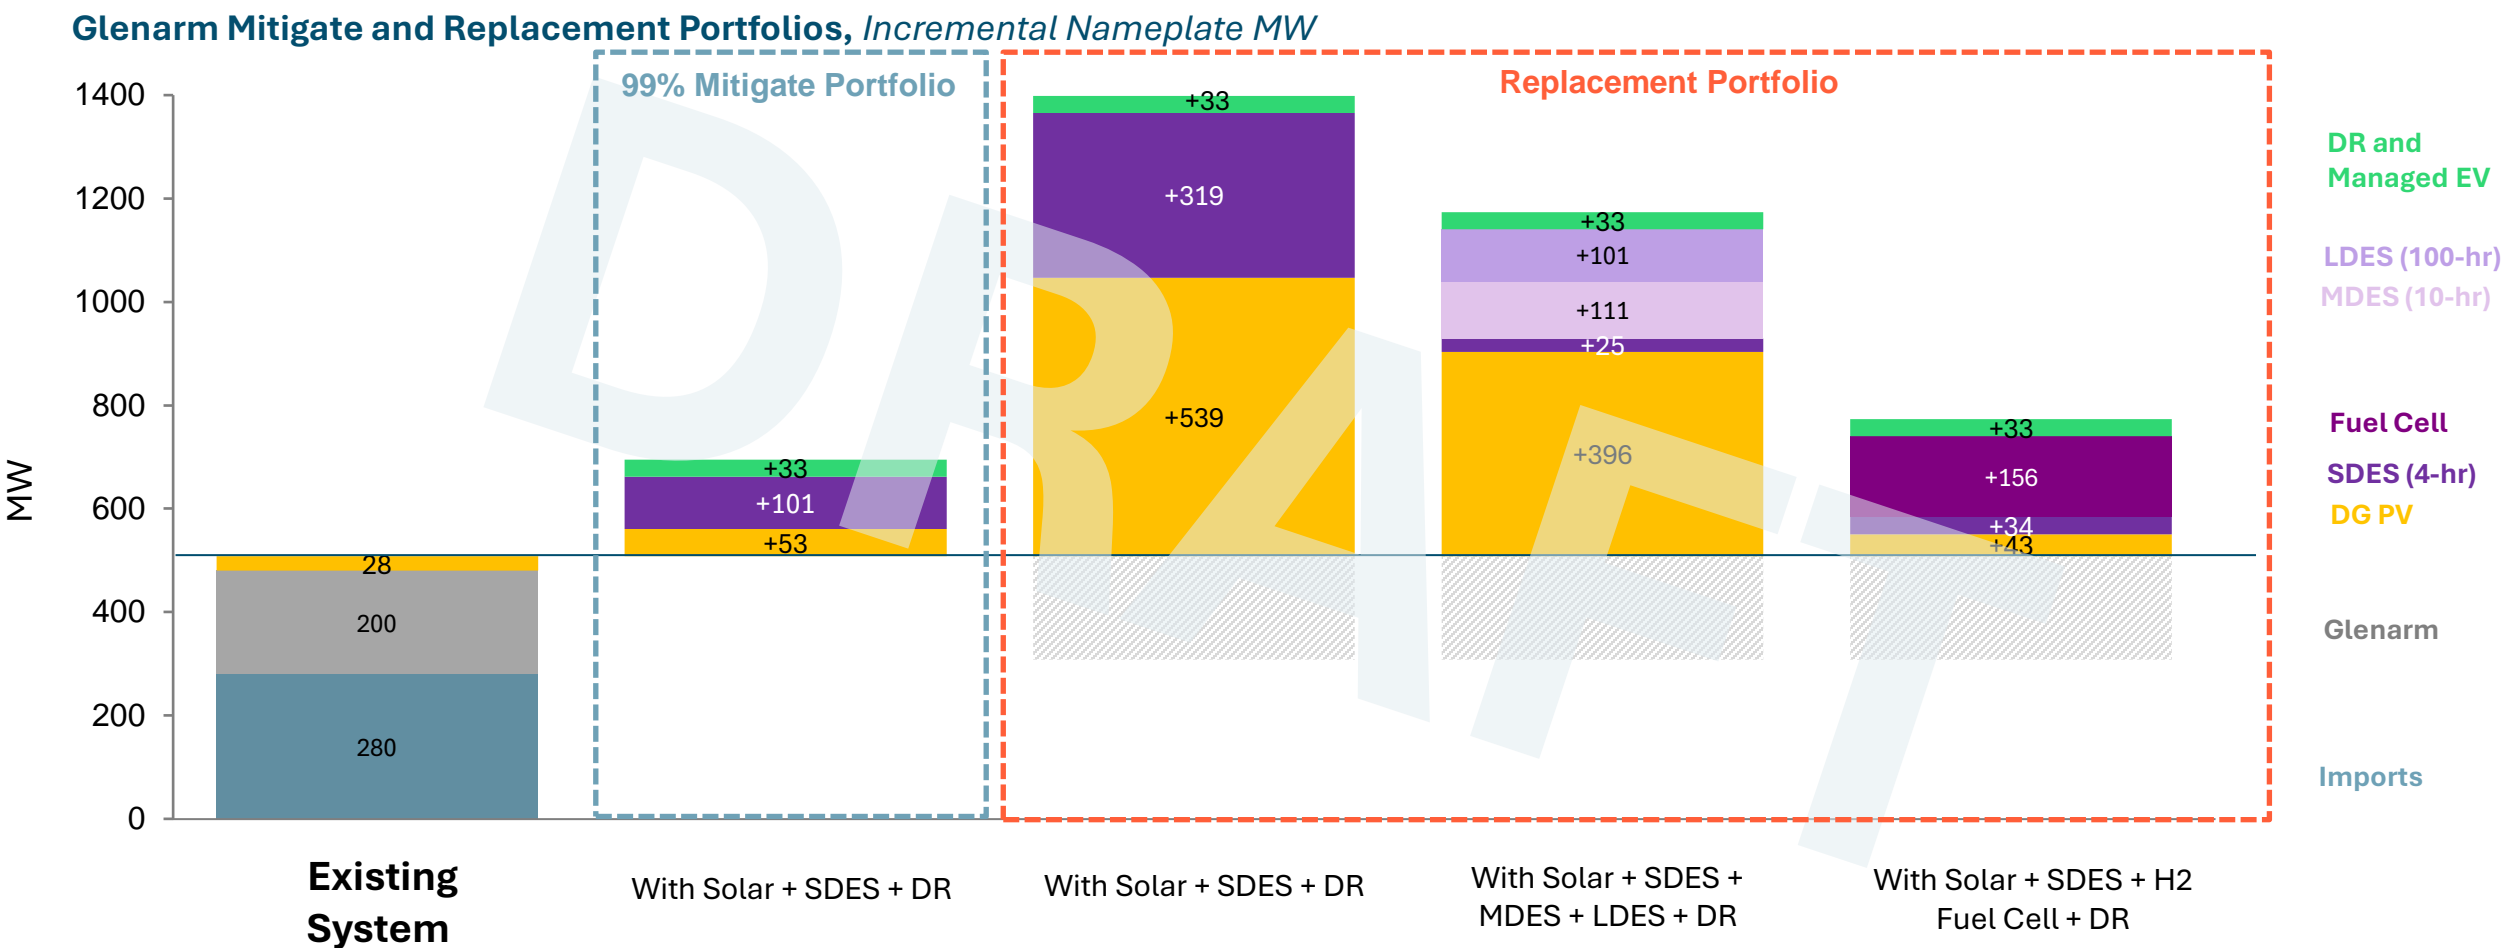 Glenarm Mitigate and Replacement Portfolios, Incremental Nameplate MW
99% Mitigate Portfolio
Replacement Portfolio
MW
1400
1200
1000
800
600
400
200
0
28
200
280
+33
+101
+53
+33
+319
+539
+33
+101
+111
+25
+396
+33
+156
+34
+43
DR and
Managed EV
LDES (100-hr)
MDES (10-hr)
Fuel Cell
SDES (4-hr)
DG PV
Glenarm
Imports
Existing
System
With Solar + SDES + DR
With Solar + SDES + DR
With Solar + SDES +
MDES + LDES + DR
With Solar + SDES + H2
Fuel Cell + DR
DRAFT